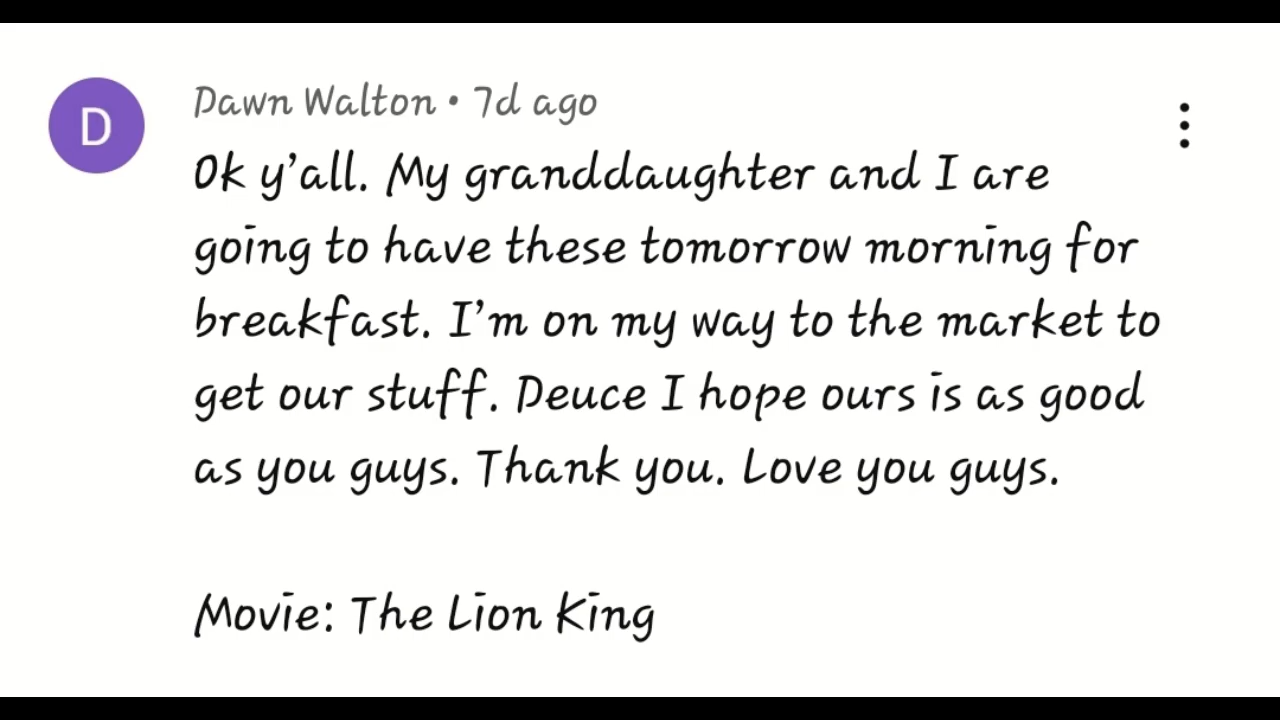 D
Dawn Walton • 7d ago
Ok y’all. My granddaughter and I are
going to have these tomorrow morning for
breakfast. I’m on my way to the market to
get our stuff. Deuce I hope ours is as good
as you guys. Thank you. Love you guys.
Movie: The Lion King